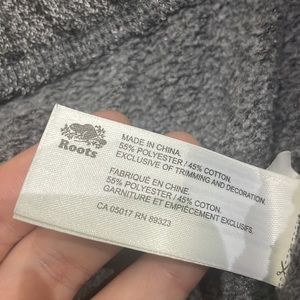 Roots
MADE IN CHINA
55% POLYESTER / 45% COTTON.
EXCLUSIVE OF TRIMMING AND DECORATION.
FABRIQUÉ EN CHINE.
55% POLYESTER / 45% COTON.
GARNITURE ET EMPIÈCEMENT EXCLUSIFS.
CA 05017 RN 89323